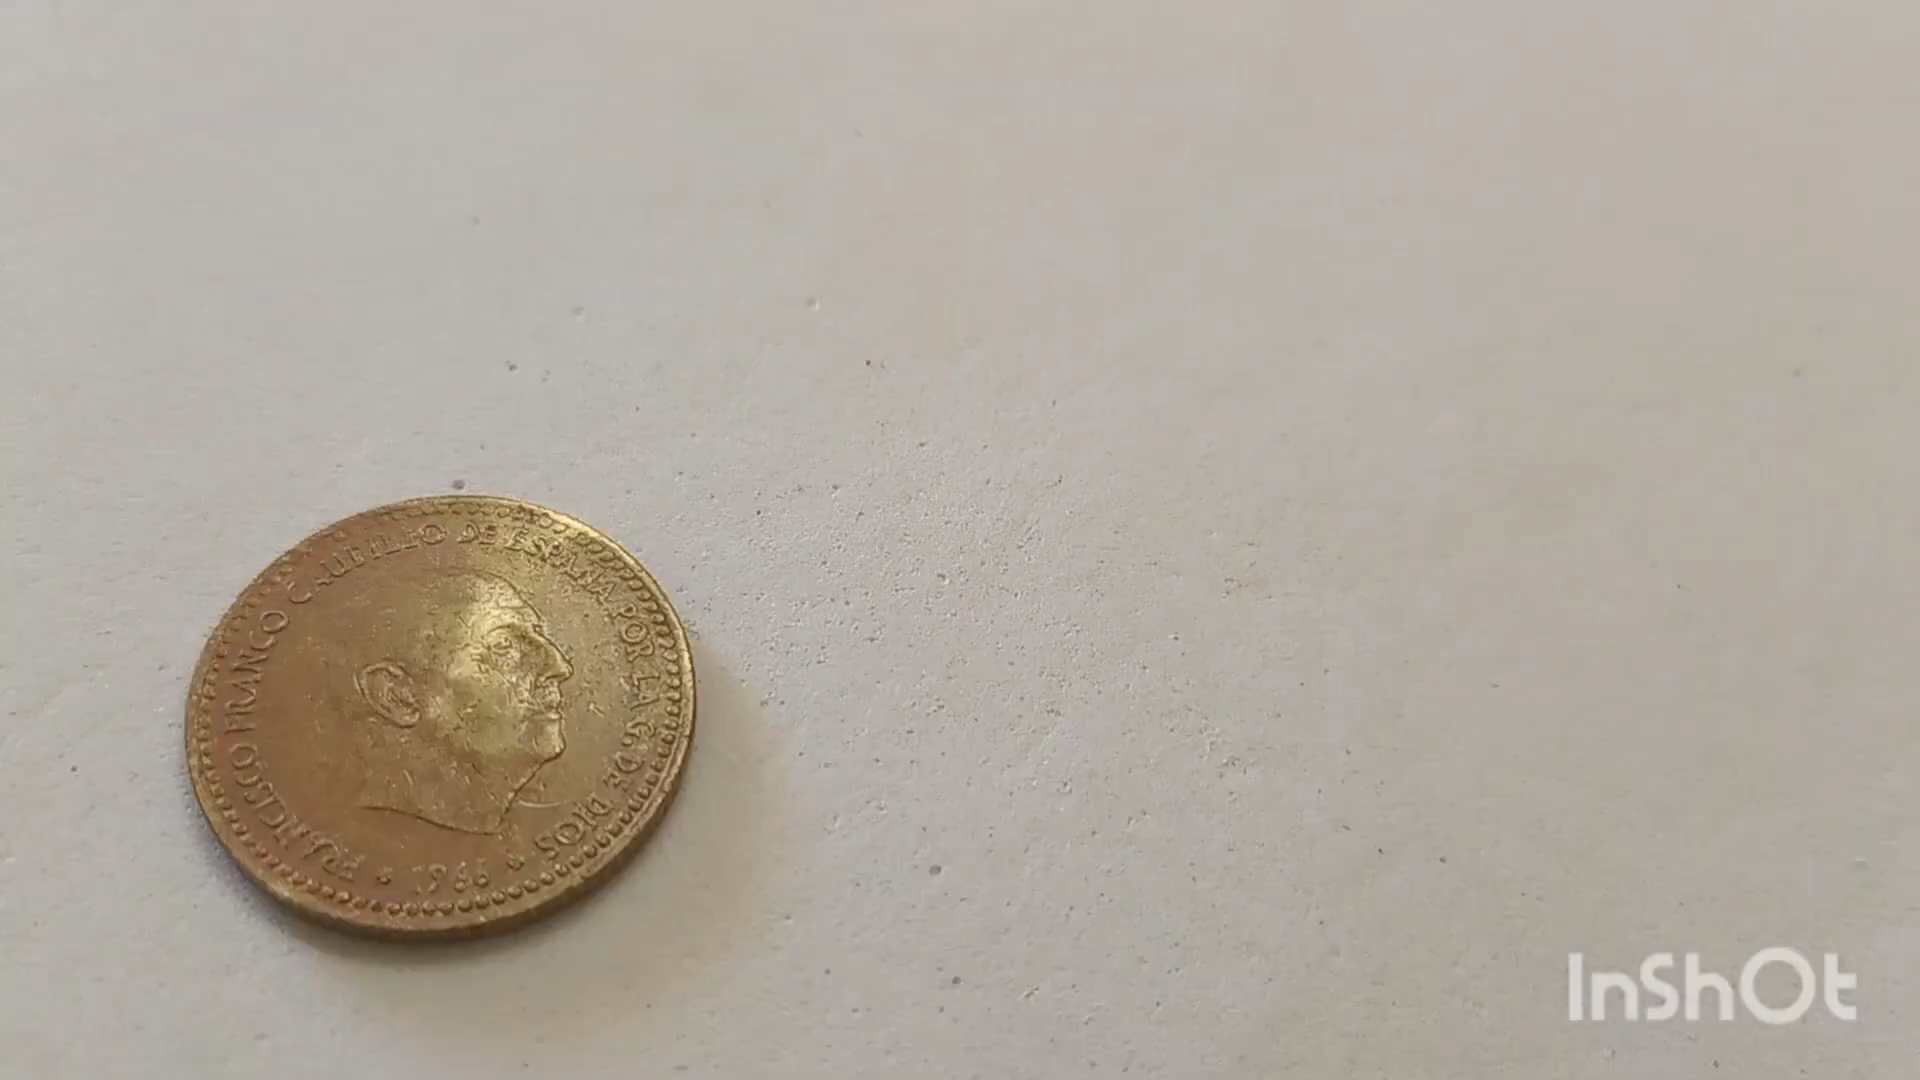 FRANCISCO FRANCO CAUDILLO DE ESPAÑA POR LA G. DE DIOS
* 1966 *
InShOt